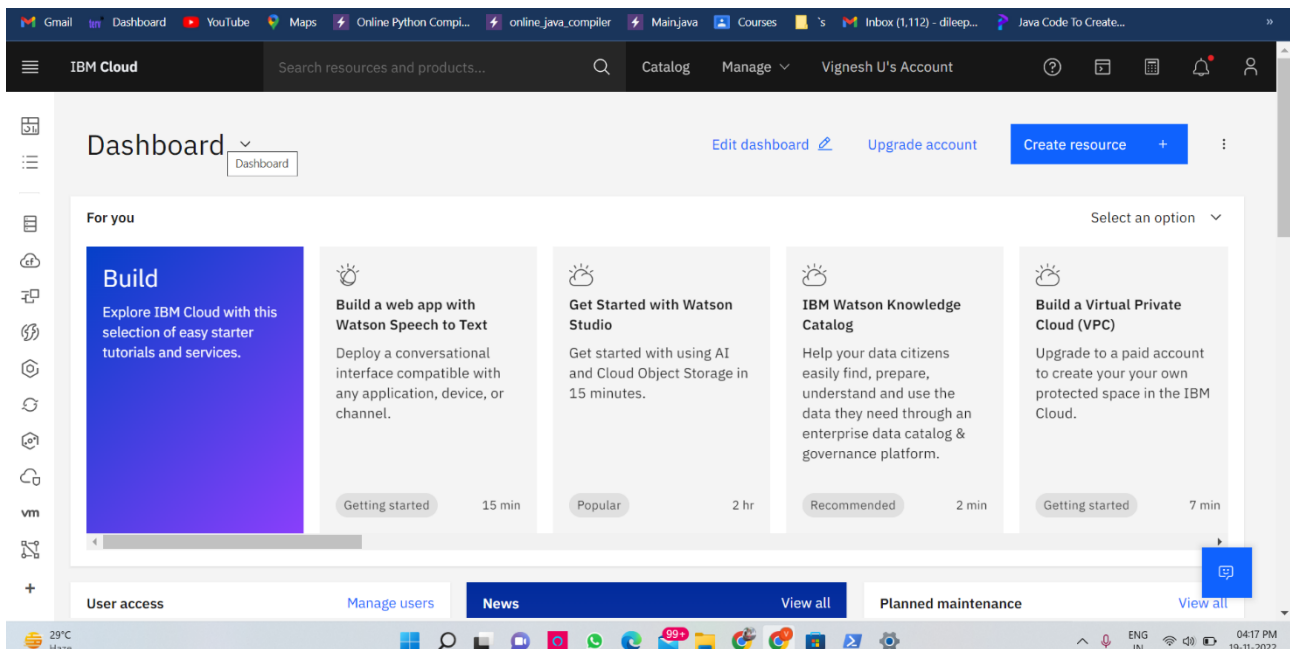 Gmail Dashboard YouTube Maps Online Python Compi... online_java_compiler Main.java Courses `s Inbox (1,112) - dileep... Java Code To Create... »
IBM Cloud Search resources and products... Catalog Manage Vignesh U's Account
Dashboard Edit dashboard Upgrade account Create resource +
Dashboard
For you Select an option
Build
Explore IBM Cloud with this
selection of easy starter
tutorials and services.
Build a web app with
Watson Speech to Text
Deploy a conversational
interface compatible with
any application, device, or
channel.
Getting started 15 min
Get Started with Watson
Studio
Get started with using AI
and Cloud Object Storage in
15 minutes.
Popular 2 hr
IBM Watson Knowledge
Catalog
Help your data citizens
easily find, prepare,
understand and use the
data they need through an
enterprise data catalog &
governance platform.
Recommended 2 min
Build a Virtual Private
Cloud (VPC)
Upgrade to a paid account
to create your your own
protected space in the IBM
Cloud.
Getting started 7 min
cf
vm
User access Manage users
News View all
Planned maintenance View all
29°C
Haze
99+
ENG
IN
04:17 PM
19-11-2022